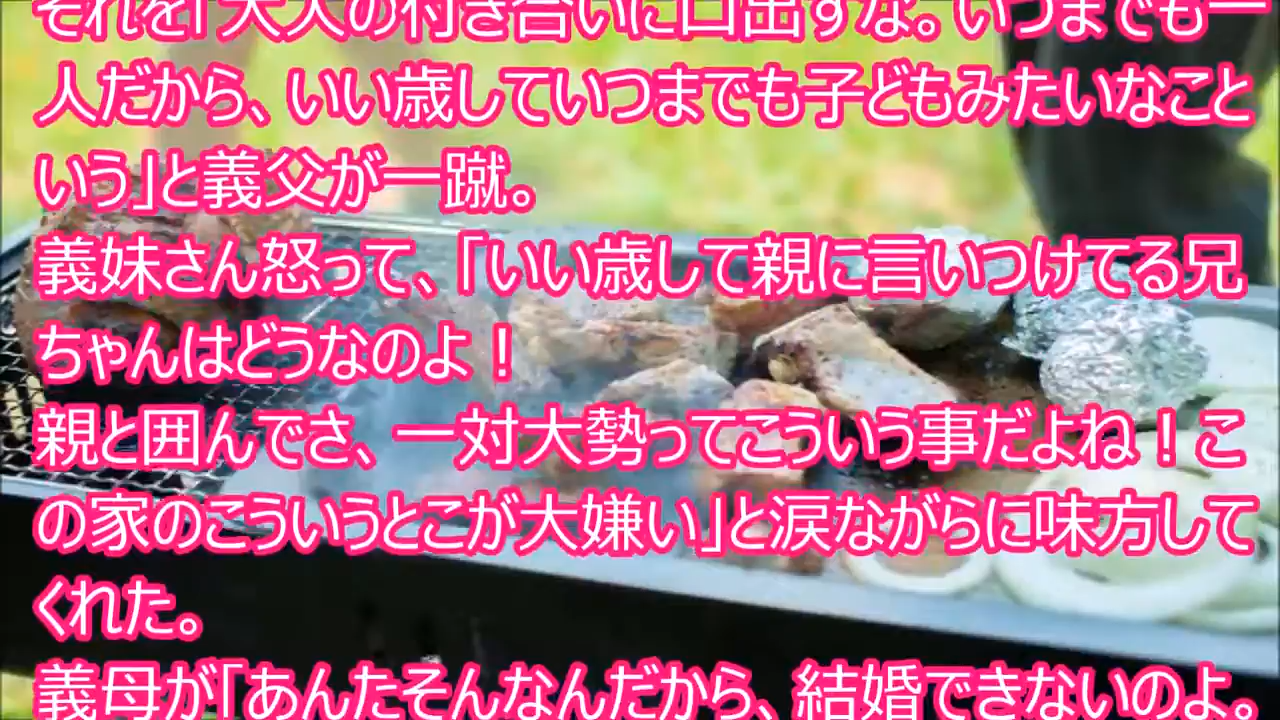 それを「大人の付き合いに口出すな。いつまでも一
人だから、いい歳していつまでも子どもみたいなこと
いう」と義父が一蹴。
義妹さん怒って、「いい歳して親に言いつけてる兄
ちゃんはどうなのよ！
親と囲んでさ、一対大勢ってこういう事だよね！こ
の家のこういうとこが大嫌い」と涙ながらに味方して
くれた。
義母が「あんたそんなんだから、結婚できないのよ。